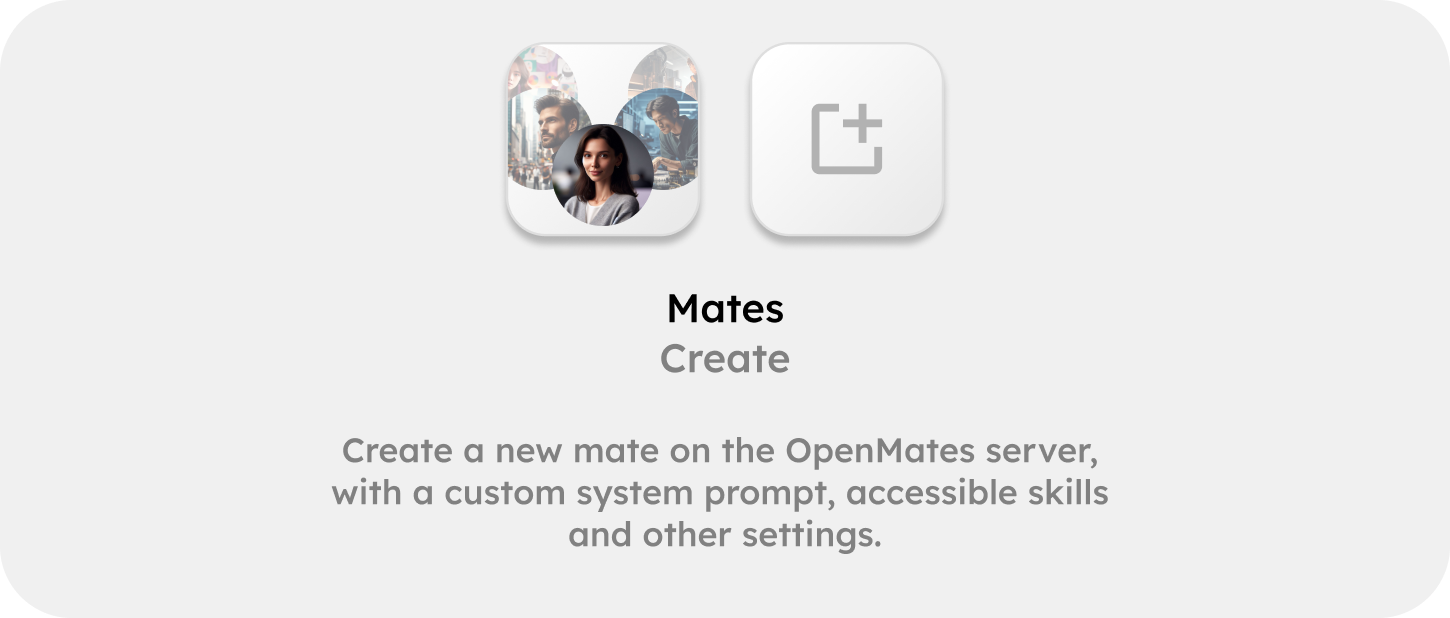 Mates
Create
Create a new mate on the OpenMates server,
with a custom system prompt, accessible skills
and other settings.